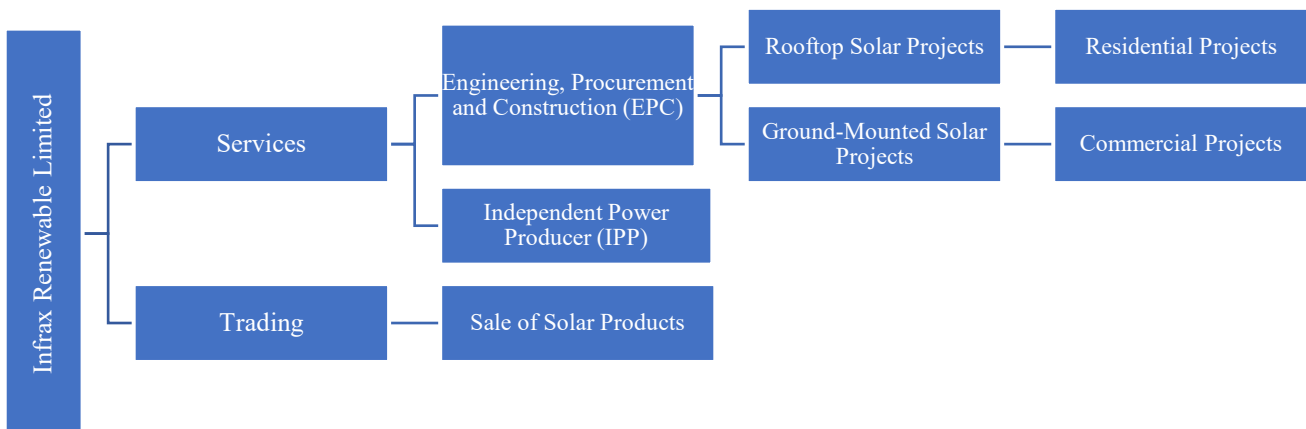 Infrax Renewable Limited
Services
Trading
Engineering, Procurement
and Construction (EPC)
Independent Power
Producer (IPP)
Sale of Solar Products
Rooftop Solar Projects
Ground-Mounted Solar
Projects
Residential Projects
Commercial Projects